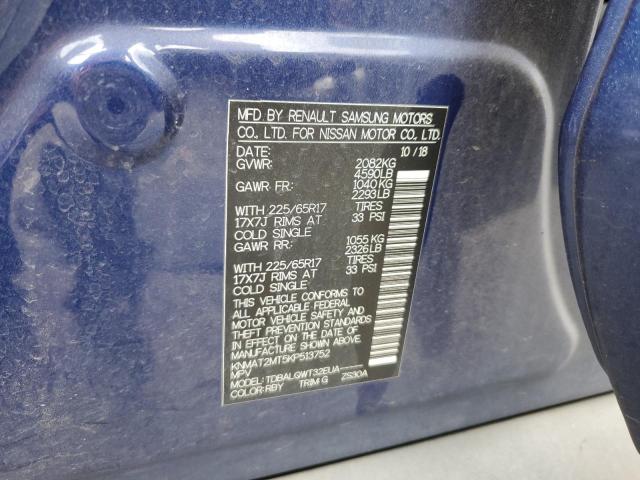 MFD BY RENAULT SAMSUNG MOTORS
CO. LTD. FOR NISSAN MOTOR CO., LTD.
DATE: 10/18
GVWR: 2082KG
4590LB
GAWR FR: 1040 KG
2293LB
WITH 225/65R17 TIRES
17X7J RIMS AT 33 PSI
COLD SINGLE
GAWR RR: 1055 KG
2326LB
WITH 225/65R17 TIRES
17X7J RIMS AT 33 PSI
COLD SINGLE
THIS VEHICLE CONFORMS TO
ALL APPLICABLE FEDERAL
MOTOR VEHICLE SAFETY AND
THEFT PREVENTION STANDARDS
IN EFFECT ON THE DATE OF
MANUFACTURE SHOWN ABOVE.
KNMAT2MT5KP513752
MPV
MODEL: TDBALGWT32EUA-----
COLOR:RBY TRIM:G ZS30A